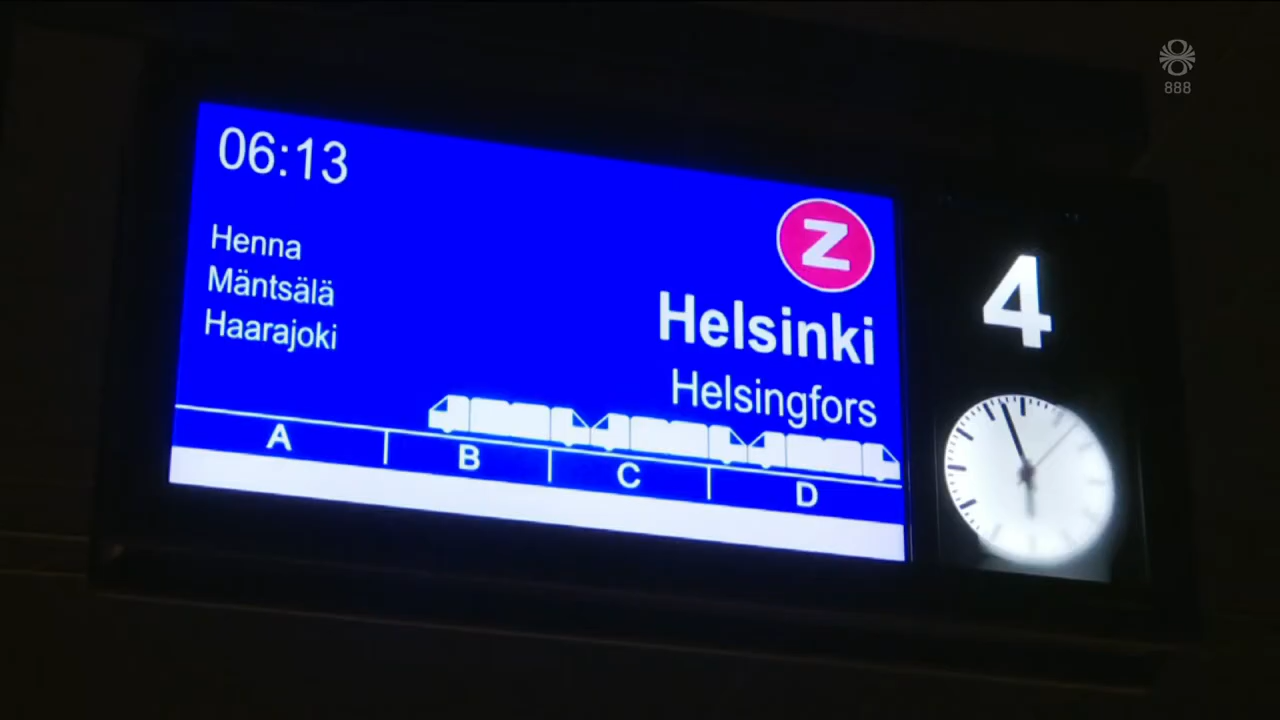 06:13
Z
Henna
Mäntsälä
Haarajoki
Helsinki
Helsingfors
A B C D
4
888